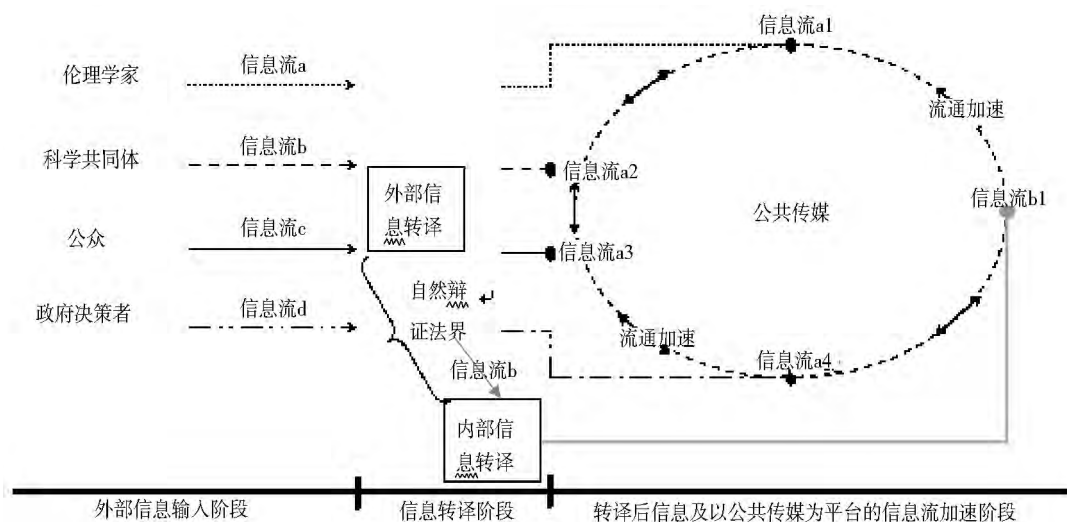 信息流a1
伦理学家
信息流a
流通加速
科学共同体
信息流b
外部信
息转译
信息流a2
公共传媒
信息流b1
公众
信息流c
信息流a3
自然辩
证法界
政府决策者
信息流d
流通加速
信息流b
信息流a4
内部信
息转译
外部信息输入阶段
信息转译阶段
转译后信息及以公共传媒为平台的信息流加速阶段